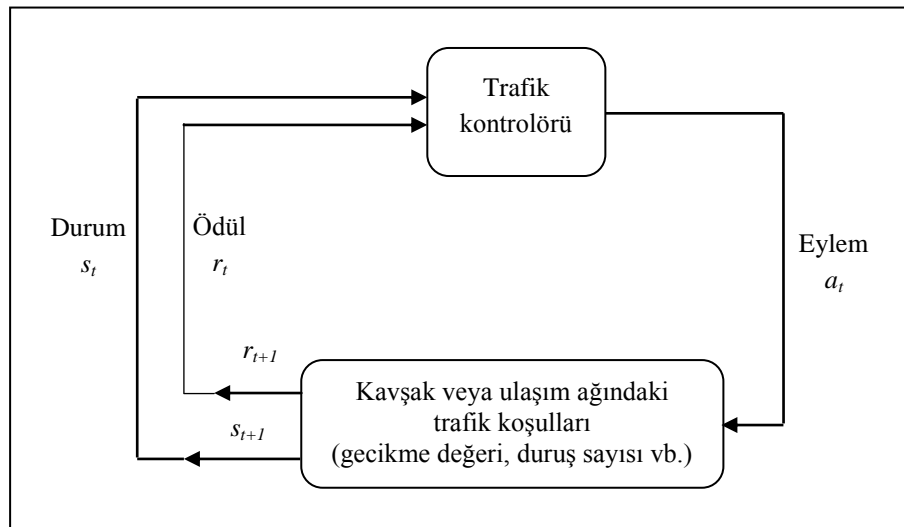 Trafik
kontrolörü
Durum
s_t
Ödül
r_t
Eylem
a_t
r_{t+1}
s_{t+1}
Kavşak veya ulaşım ağındaki
trafik koşulları
(gecikme değeri, duruş sayısı vb.)